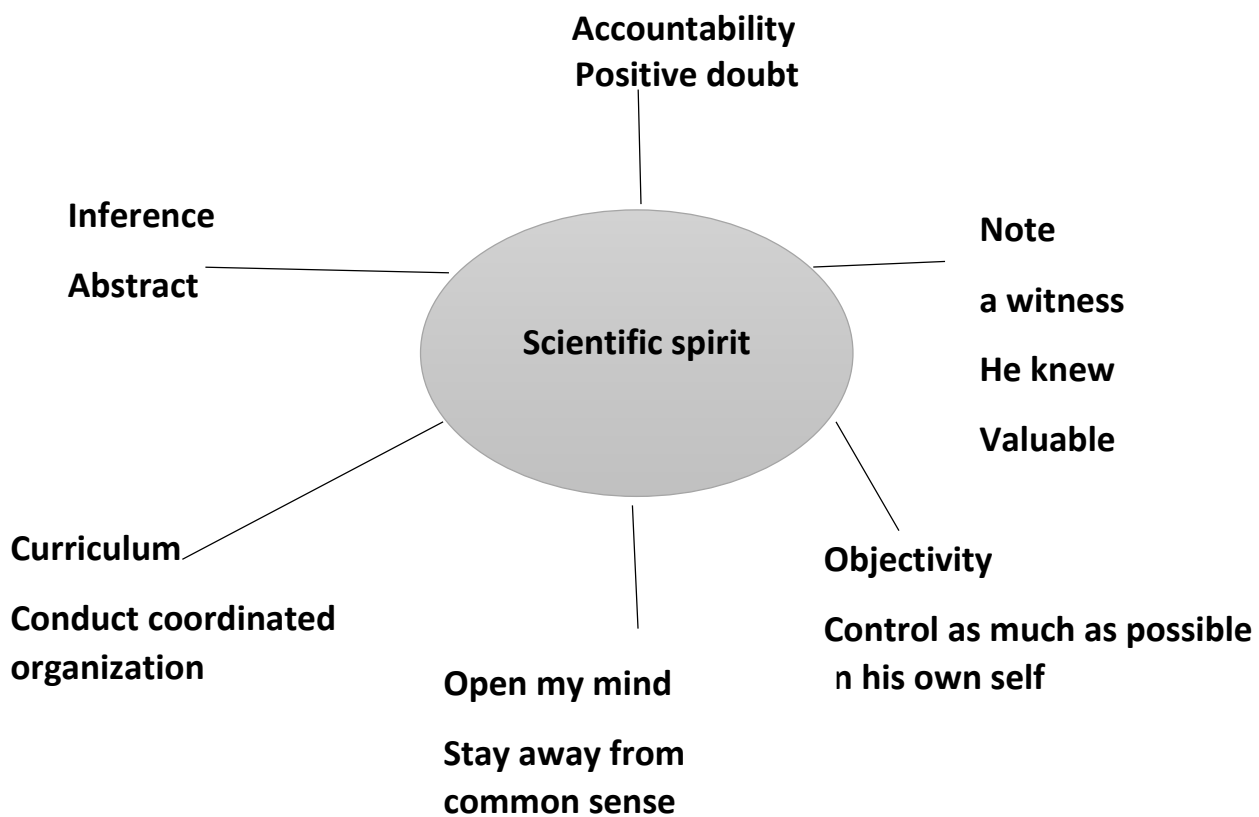 Accountability
Positive doubt
Inference
Abstract
Note
a witness
He knew
Valuable
Scientific spirit
Curriculum
Conduct coordinated
organization
Objectivity
Control as much as possible
n his own self
Open my mind
Stay away from
common sense